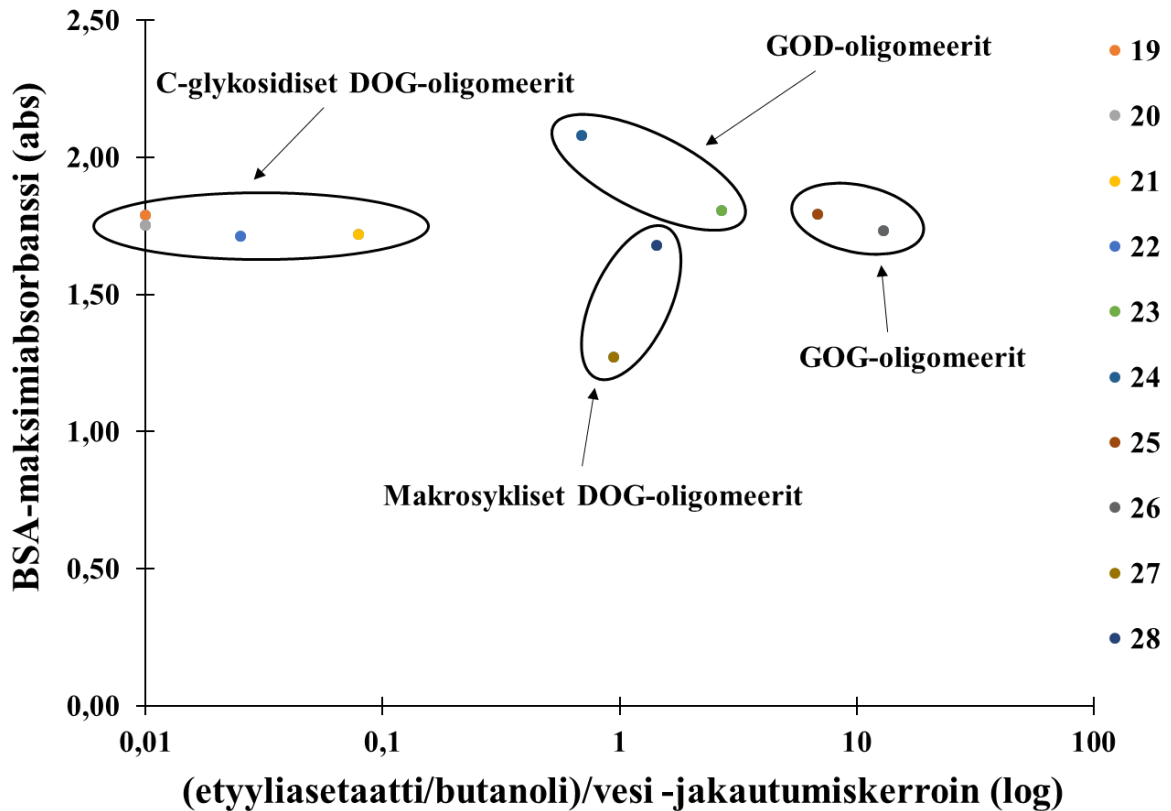 2,50
2,00
1,50
1,00
0,50
0,00
BSA-maksimiabsorbanssi (abs)
C-glykosidiset DOG-oligomeerit
GOD-oligomeerit
GOG-oligomeerit
Makrosykliset DOG-oligomeerit
0,01 0,1 1 10 100
(etyyliasetaatti/butanoli)/vesi -jakautumiskerroin (log)
19
20
21
22
23
24
25
26
27
28